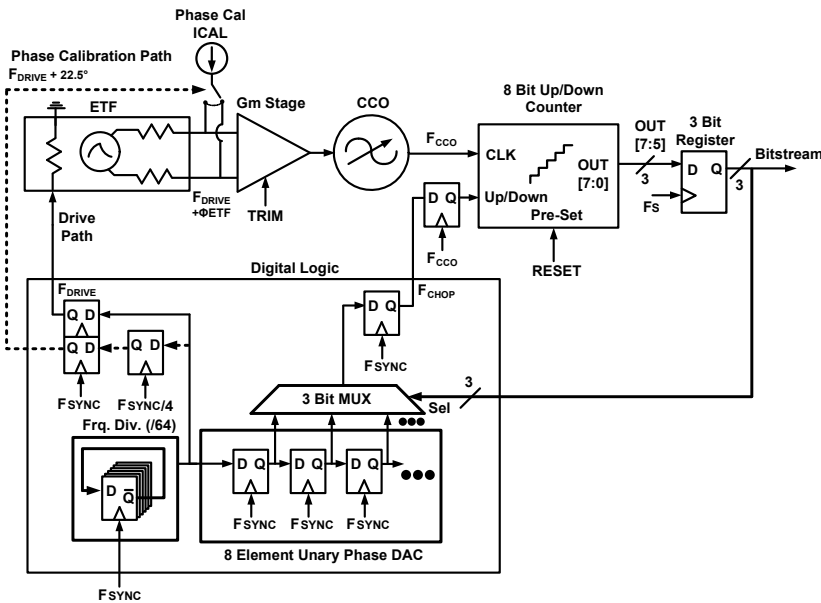 Phase Cal
ICAL
Phase Calibration Path
FDRIVE + 22.5°
ETF
Gm Stage
CCO
8 Bit Up/Down
Counter
OUT
[7:5]
3 Bit
Register
Bitstream
FCCO
CLK
OUT
[7:0]
Up/Down
Pre-Set
3
D Q
3
FS
D Q
FCCO
RESET
FDRIVE
+ΦETF
TRIM
Drive
Path
Digital Logic
FDRIVE
FCHOP
Q D
Q D
Q D
D Q
FSYNC
FSYNC/4
FSYNC
3 Bit MUX
Sel
3
Frq. Div. (/64)
D Q
D Q
D Q
D Q
FSYNC
FSYNC
FSYNC
8 Element Unary Phase DAC
FSYNC